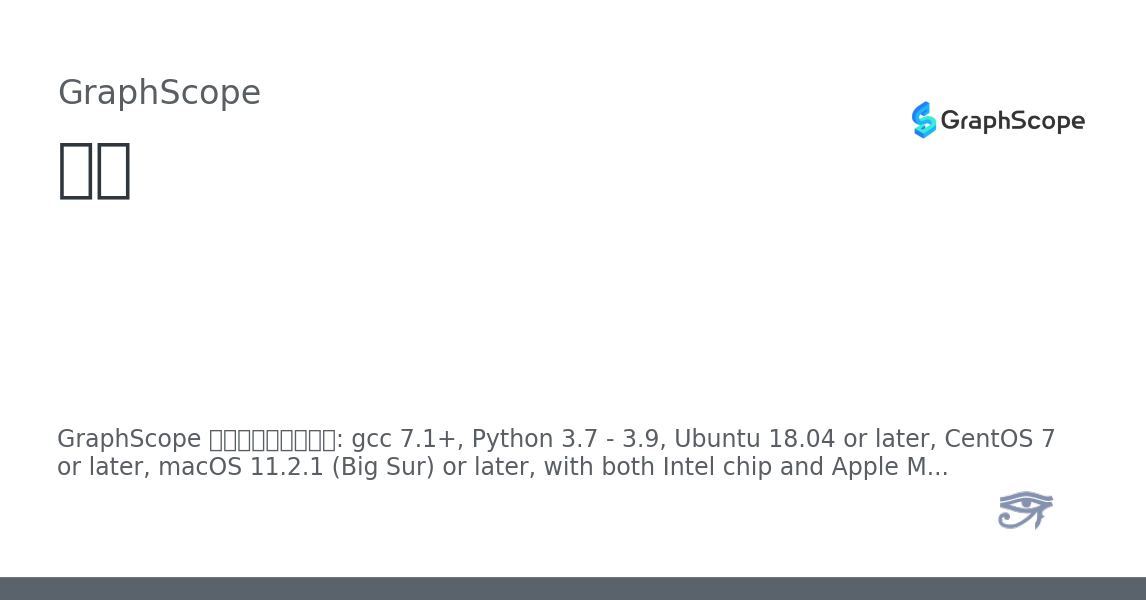 GraphScope
GraphScope
GraphScope : gcc 7.1+, Python 3.7 - 3.9, Ubuntu 18.04 or later, CentOS 7
or later, macOS 11.2.1 (Big Sur) or later, with both Intel chip and Apple M...